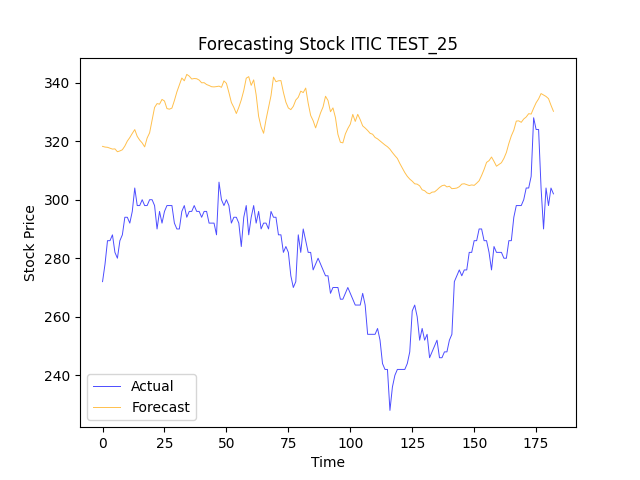 Forecasting Stock ITIC TEST_25
Stock Price
340
320
300
280
260
240
Actual
Forecast
0 25 50 75 100 125 150 175
Time